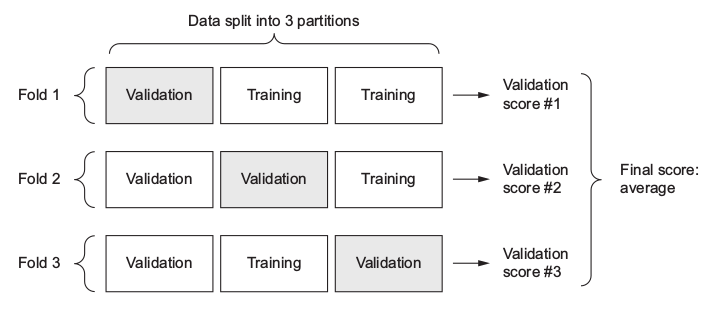 Data split into 3 partitions
Fold 1
Validation
Training
Training
Validation
score #1
Fold 2
Validation
Validation
Training
Validation
score #2
Final score:
average
Fold 3
Validation
Training
Validation
Validation
score #3